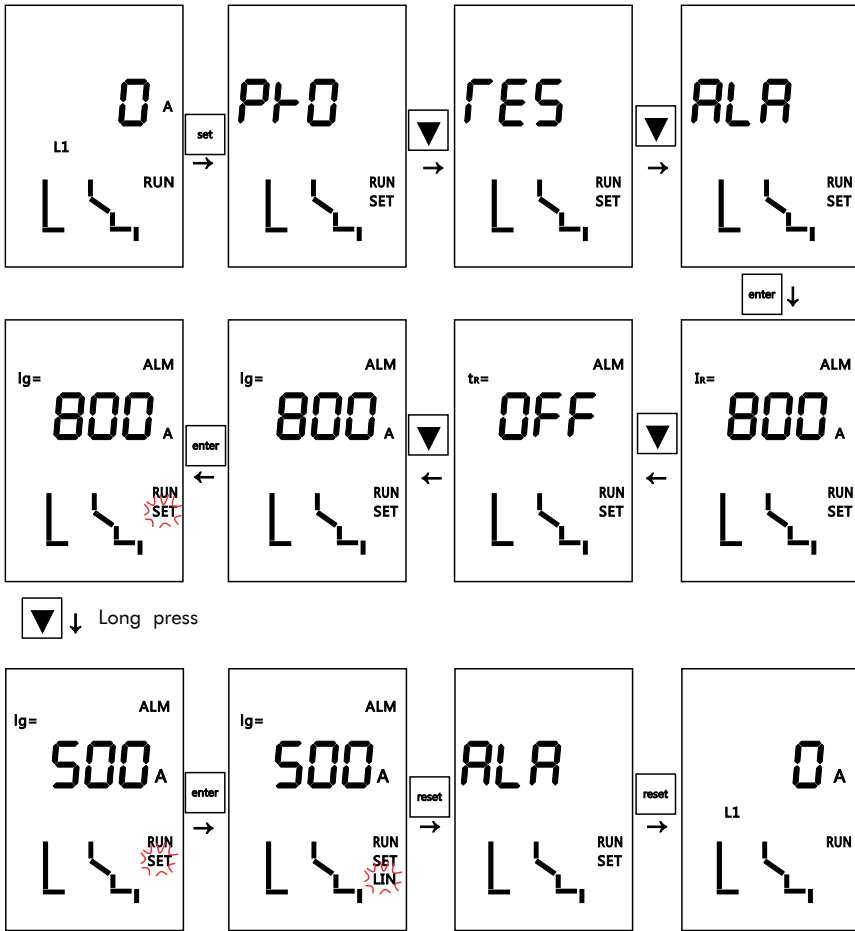 0 A
L1
RUN
set
PrO
RUN
SET
rES
RUN
SET
ALA
RUN
SET
enter
ALM
Ig=
800 A
RUN
SET
enter
ALM
Ig=
800 A
RUN
SET
ALM
tR=
OFF
RUN
SET
ALM
IR=
800 A
RUN
SET
Long press
ALM
Ig=
500 A
RUN
SET
enter
ALM
Ig=
500 A
RUN
SET
LIN
reset
ALA
RUN
SET
reset
0 A
L1
RUN